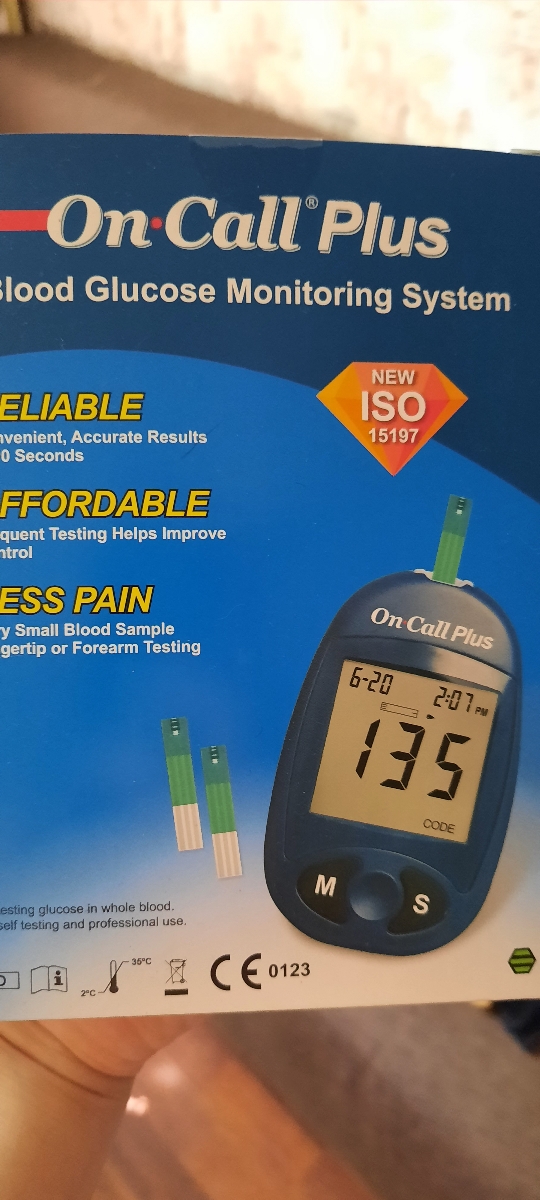 On·Call® Plus
Blood Glucose Monitoring System
NEW
ISO
15197
ELIABLE
nvenient, Accurate Results
0 Seconds
FFORDABLE
quent Testing Helps Improve
ntrol
ESS PAIN
ry Small Blood Sample
gertip or Forearm Testing
On·Call Plus
6-20 2:07 PM
135
CODE
M S
esting glucose in whole blood.
self testing and professional use.
2°C 35°C CE 0123